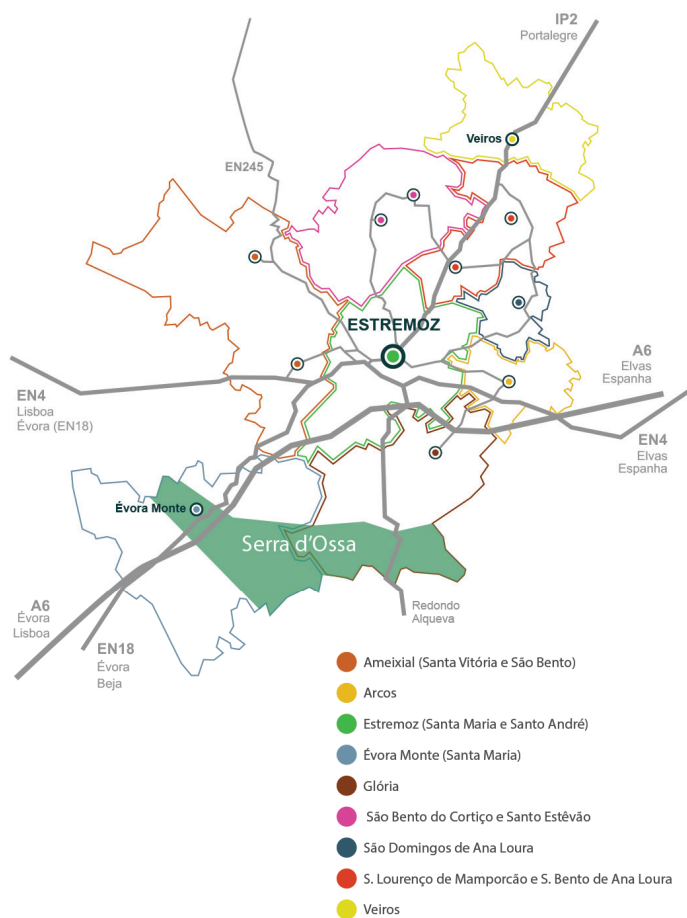 IP2
Portalegre
Veiros
EN245
ESTREMOZ
A6
Elvas
Espanha
EN4
Lisboa
Évora (EN18)
EN4
Elvas
Espanha
Évora Monte
Serra d'Ossa
A6
Évora
Lisboa
Redondo
Alqueva
EN18
Évora
Beja
Ameixial (Santa Vitória e São Bento)
Arcos
Estremoz (Santa Maria e Santo André)
Évora Monte (Santa Maria)
Glória
São Bento do Cortiço e Santo Estêvão
São Domingos de Ana Loura
S. Lourenço de Mamporcão e S. Bento de Ana Loura
Veiros